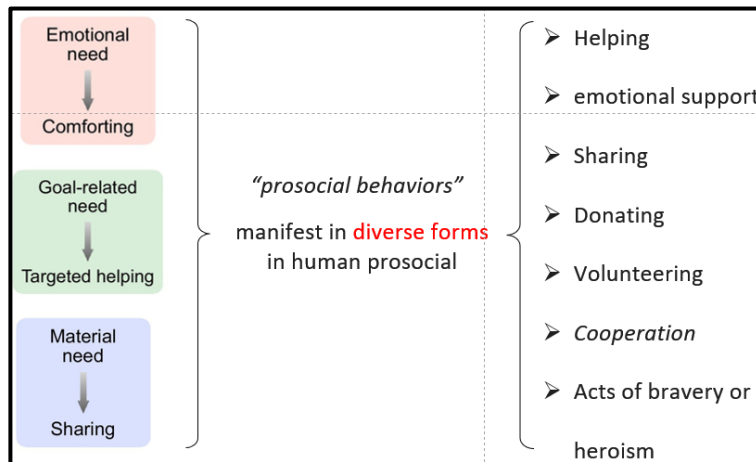 Emotional
need
Comforting
Goal-related
need
Targeted helping
Material
need
Sharing
“prosocial behaviors”
manifest in diverse forms
in human prosocial
➤ Helping
➤ emotional support
➤ Sharing
➤ Donating
➤ Volunteering
➤ Cooperation
➤ Acts of bravery or
heroism